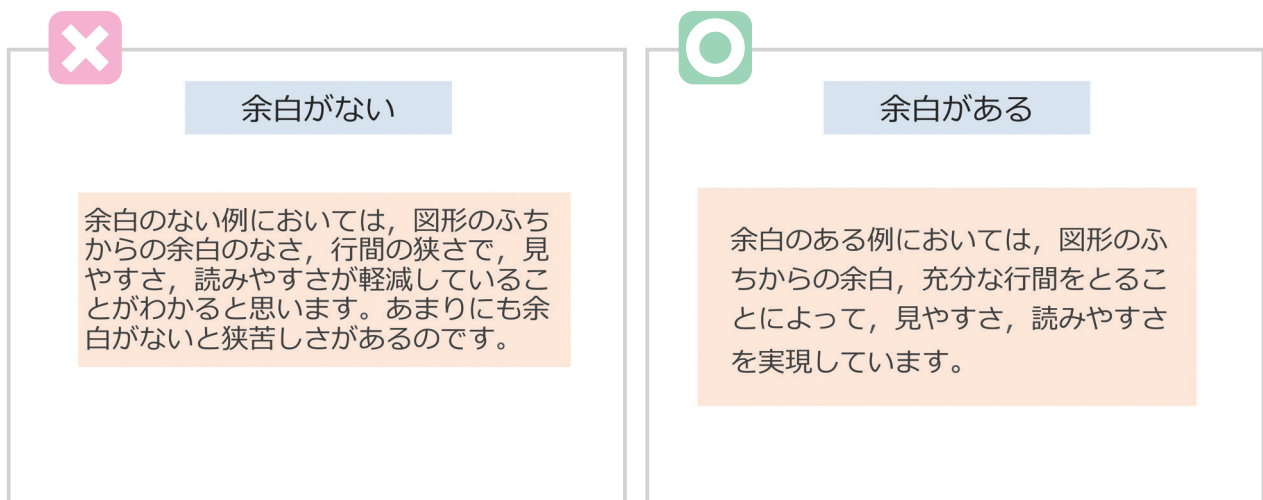 余白がない
余白のない例においては，図形のふち
からの余白のなさ，行間の狭さで，見
やすさ，読みやすさが軽減しているこ
とがわかると思います。あまりにも余
白がないと狭苦しさがあるのです。
余白がある
余白のある例においては，図形のふ
ちからの余白，充分な行間をとるこ
とによって，見やすさ，読みやすさ
を実現しています。